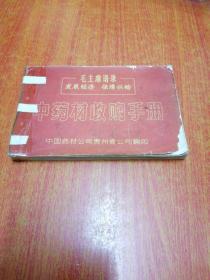 毛主席语录
发展经济 保障供给
中药材收购手册
中国药材公司贵州省公司翻印